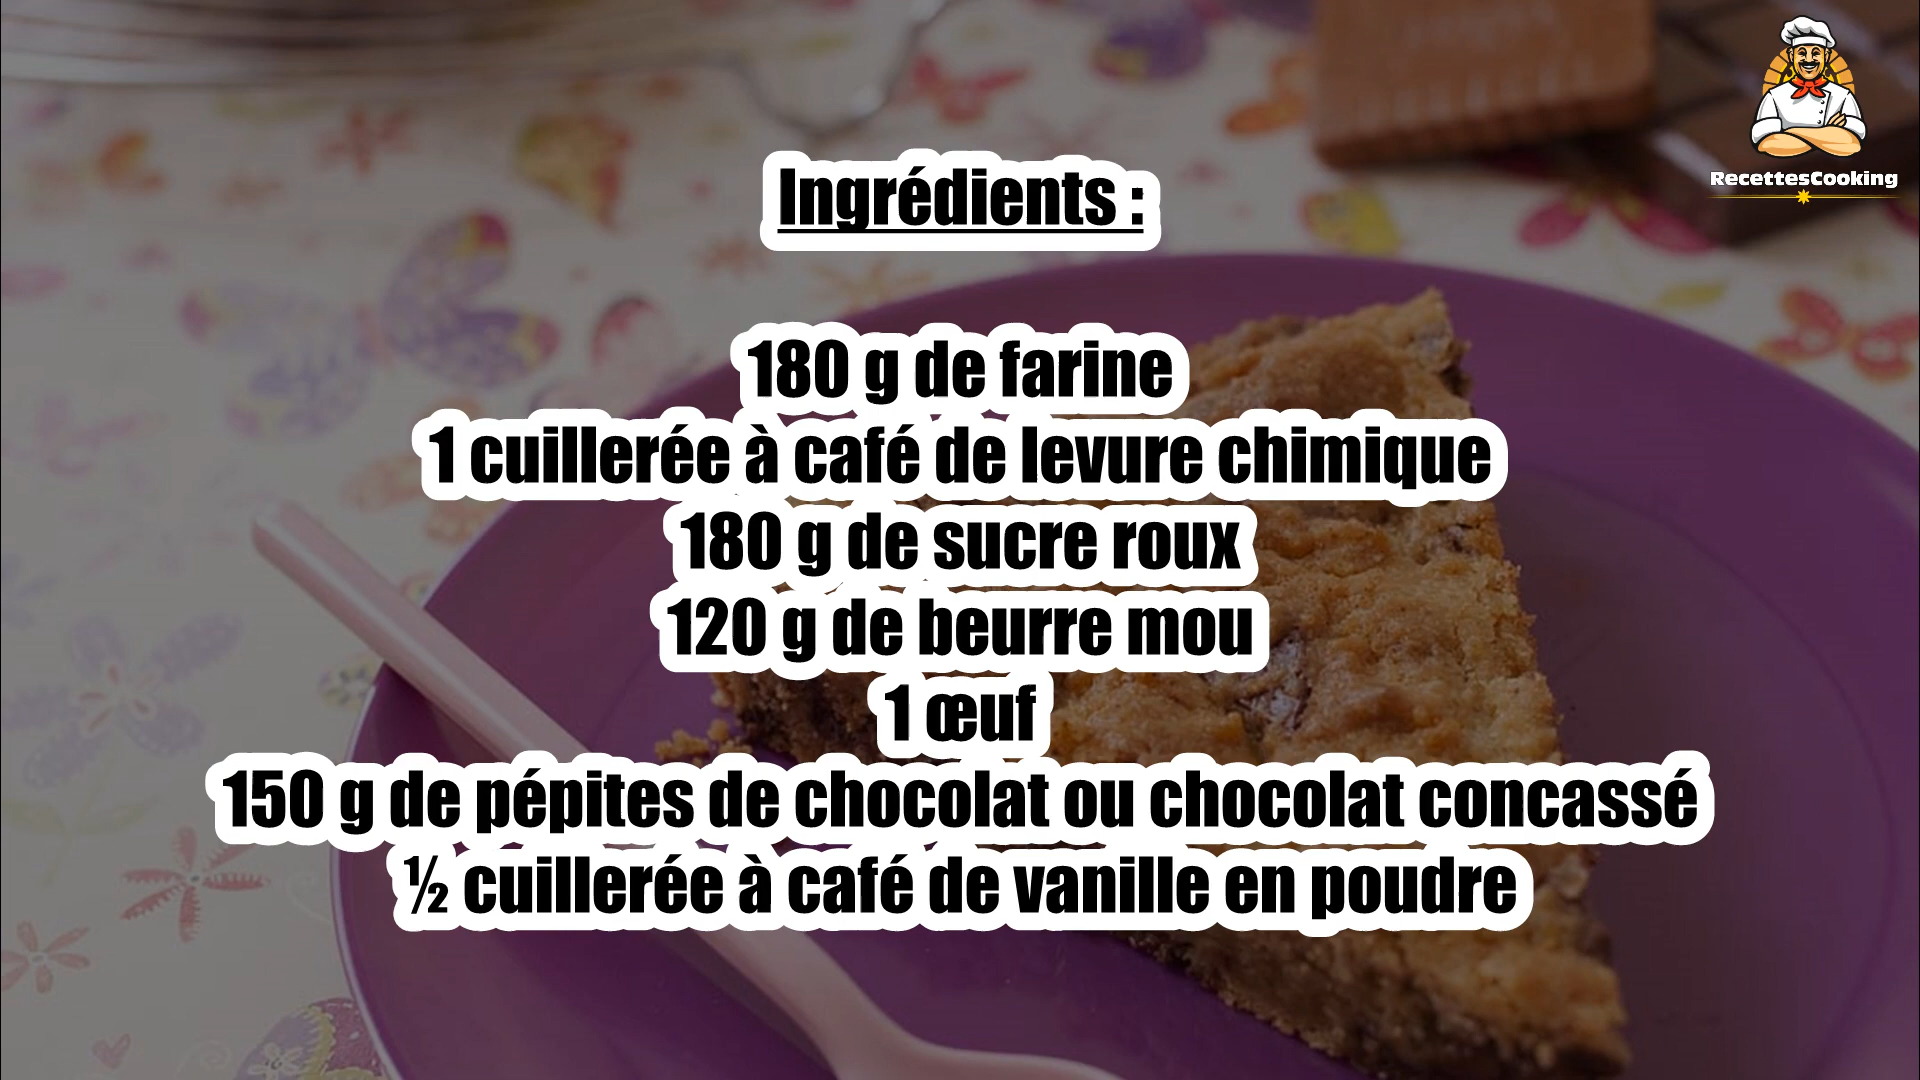 RecettesCooking
Ingrédients :
180 g de farine
1 cuillerée à café de levure chimique
180 g de sucre roux
120 g de beurre mou
1 œuf
150 g de pépites de chocolat ou chocolat concassé
½ cuillerée à café de vanille en poudre